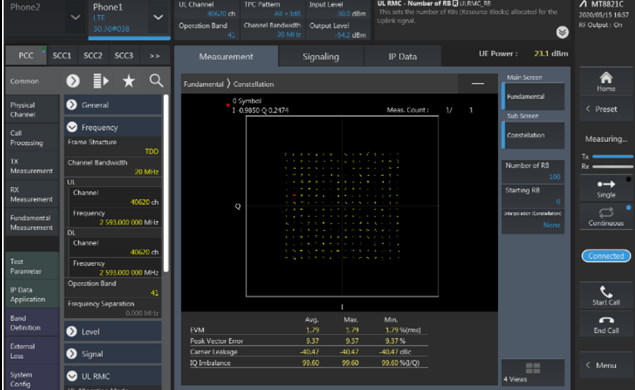 Phone2
Phone1
LTE
30.70#038
UL Channel
40620 ch
Operation Band
41
TPC Pattern
All +3dB
Channel Bandwidth
20 MHz
Input Level
30.0 dBm
Output Level
-54.2 dBm
UL RMC - Number of RB ULRMC_RB
This sets the number of RBs (Resource Blocks) allocated for the
Uplink signal.
MT8821C
2020/05/15 16:57
RF Output : On
PCC
SCC1
SCC2
SCC3
>>
Measurement
Signaling
IP Data
UE Power : 23.1 dBm
Common
Physical
Channel
Call
Processing
TX
Measurement
RX
Measurement
Fundamental
Measurement
Test
Parameter
IP Data
Application
Band
Definition
External
Loss
System
Config
General
Frequency
Frame Structure
TDD
Channel Bandwidth
20 MHz
UL
Channel
40620 ch
Frequency
2 593.000 000 MHz
DL
Channel
40620 ch
Frequency
2 593.000 000 MHz
Operation Band
41
Frequency Separation
0.000 MHz
Level
Signal
UL RMC
Fundamental > Constellation
0 Symbol
I -0.9850 Q 0.2474
Meas. Count : 1/ 1
Q
I
Avg. Max. Min.
EVM 1.79 1.79 1.79 %(rms)
Peak Vector Error 9.37 9.37 9.37 %
Carrier Leakage -40.47 -40.47 -40.47 dBc
IQ Imbalance 99.60 99.60 99.60 %(I/Q)
Main Screen
Fundamental
Sub Screen
Constellation
Number of RB
100
Starting RB
0
Interpolation (Constellation)
None
4 Views
Home
< Preset
Measuring...
Tx
Rx
Single
Continuous
Connected
Start Call
End Call
< Menu